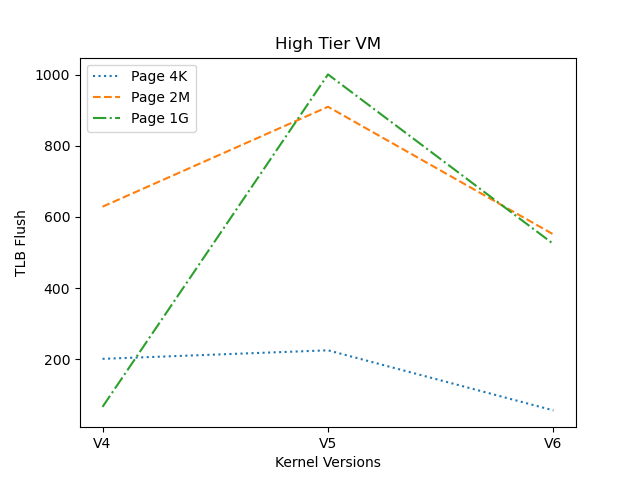 High Tier VM
Page 4K
Page 2M
Page 1G
1000
800
600
400
200
TLB Flush
V4 V5 V6
Kernel Versions